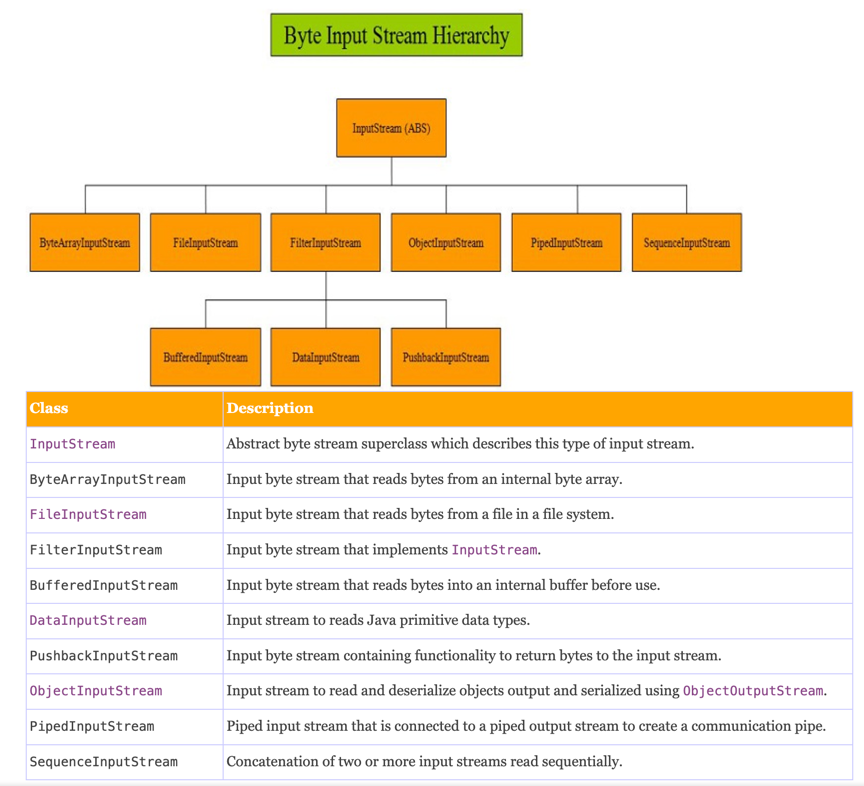 Byte Input Stream Hierarchy
InputStream (ABS)
ByteArrayInputStream FileInputStream FilterInputStream ObjectInputStream PipedInputStream SequenceInputStream
BufferedInputStream DataInputStream PushbackInputStream
Class Description
InputStream Abstract byte stream superclass which describes this type of input stream.
ByteArrayInputStream Input byte stream that reads bytes from an internal byte array.
FileInputStream Input byte stream that reads bytes from a file in a file system.
FilterInputStream Input byte stream that implements InputStream.
BufferedInputStream Input byte stream that reads bytes into an internal buffer before use.
DataInputStream Input stream to reads Java primitive data types.
PushbackInputStream Input byte stream containing functionality to return bytes to the input stream.
ObjectInputStream Input stream to read and deserialize objects output and serialized using ObjectOutputStream.
PipedInputStream Piped input stream that is connected to a piped output stream to create a communication pipe.
SequenceInputStream Concatenation of two or more input streams read sequentially.